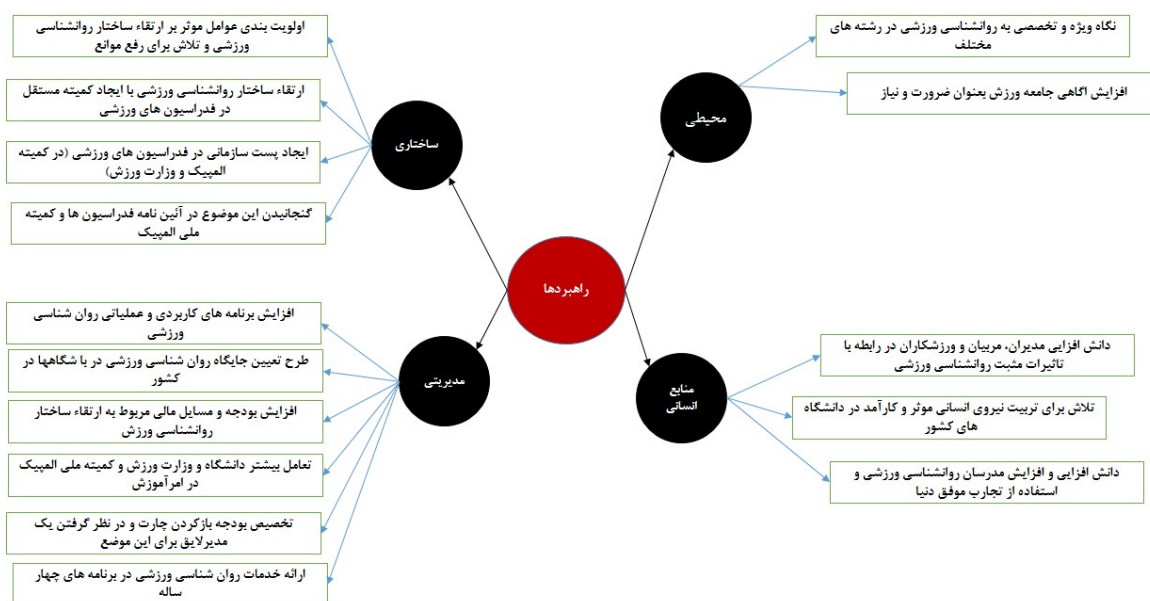 راهبردها
محیطی
نگاه ویژه و تخصصی به روانشناسی ورزشی در رشته های
مختلف
افزایش اگاهی جامعه ورزش بعنوان ضرورت و نیاز
منابع
انسانی
دانش افزایی مدیران، مربیان و ورزشکاران در رابطه با
تاثیرات مثبت روانشناسی ورزشی
تلاش برای تربیت نیروی انسانی موثر و کارآمد در دانشگاه
های کشور
دانش افزایی و افزایش مدرسان روانشناسی ورزشی و
استفاده از تجارب موفق دنیا
ساختاری
اولویت بندی عوامل موثر بر ارتقاء ساختار روانشناسی
ورزشی و تلاش برای رفع موانع
ارتقاء ساختار روانشناسی ورزشی با ایجاد کمیته مستقل
در فدراسیون های ورزشی
ایجاد پست سازمانی در فدراسیون های ورزشی (در کمیته
المپیک و وزارت ورزش)
گنجانیدن این موضوع در آئین نامه فدراسیون ها و کمیته
ملی المپیک
مدیریتی
افزایش برنامه های کاربردی و عملیاتی روان شناسی
ورزشی
طرح تعیین جایگاه روان شناسی ورزشی در با شگاهها در
کشور
افزایش بودجه و مسایل مالی مربوط به ارتقاء ساختار
روانشناسی ورزش
تعامل بیشتر دانشگاه و وزارت ورزش و کمیته ملی المپیک
در امرآموزش
تخصیص بودجه بازکردن چارت و در نظر گرفتن یک
مدیرلایق برای این موضع
ارائه خدمات روان شناسی ورزشی در برنامه های چهار
ساله